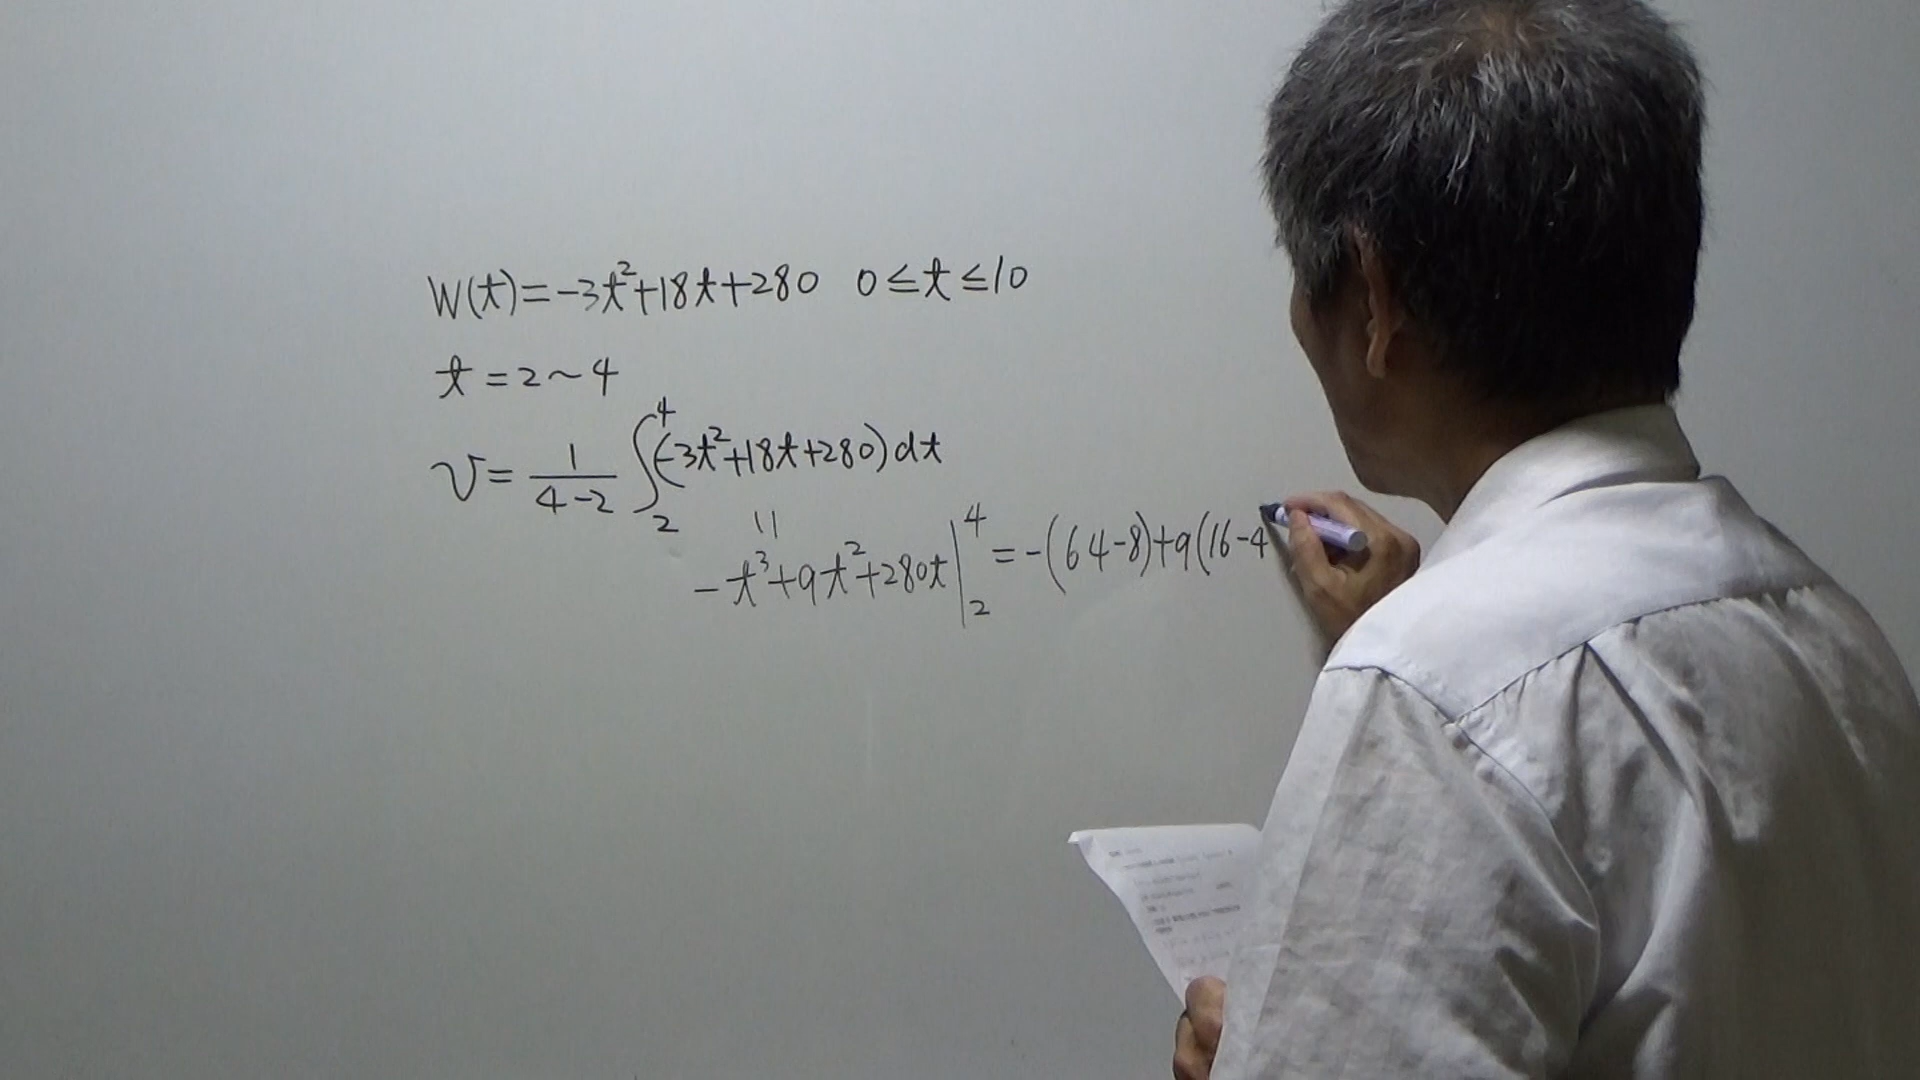 W(t)=-3t²+18t+280 0≤t≤10
t=2~4
v=1/(4-2) ∫₂⁴(-3t²+18t+280)dt
||
-t³+9t²+280t|₂⁴=-(64-8)+9(16-4